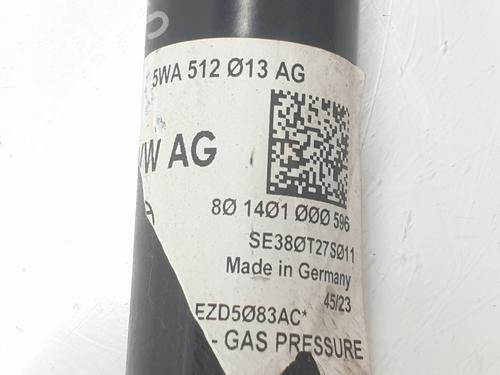 5WA 512 Ø13 AG
VW AG
8Ø 14Ø1 ØØØ 596
SE38ØT27SØ11
Made in Germany
45/23
EZD5Ø83AC*
- GAS PRESSURE